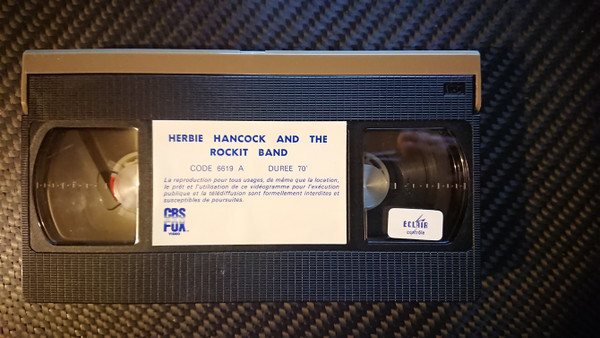 HERBIE HANCOCK AND THE
ROCKIT BAND
CODE 6619 A DUREE 70'
La reproduction pour tous usages, de même que la location,
le prêt et l'utilisation de ce vidéogramme pour l'exécution
publique et la télédiffusion sont formellement interdites et
susceptibles de poursuites.
CBS
FOX
VIDEO
ECLAIR